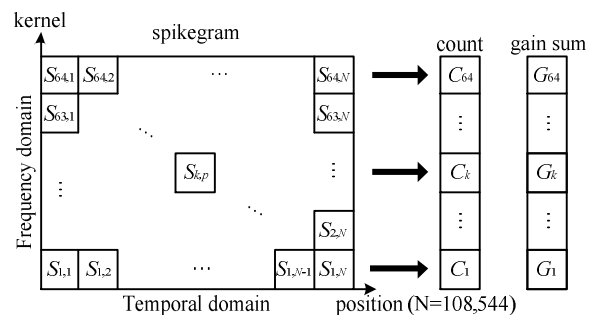 kernel
spikegram
count
gain sum
Frequency domain
S64,1 S64,2 ... S64,N
C64
G64
S63,1
S63,N
Sk,p
Ck
Gk
S2,N
S1,1 S1,2 ... S1,N-1 S1,N
C1
G1
Temporal domain
position (N=108,544)